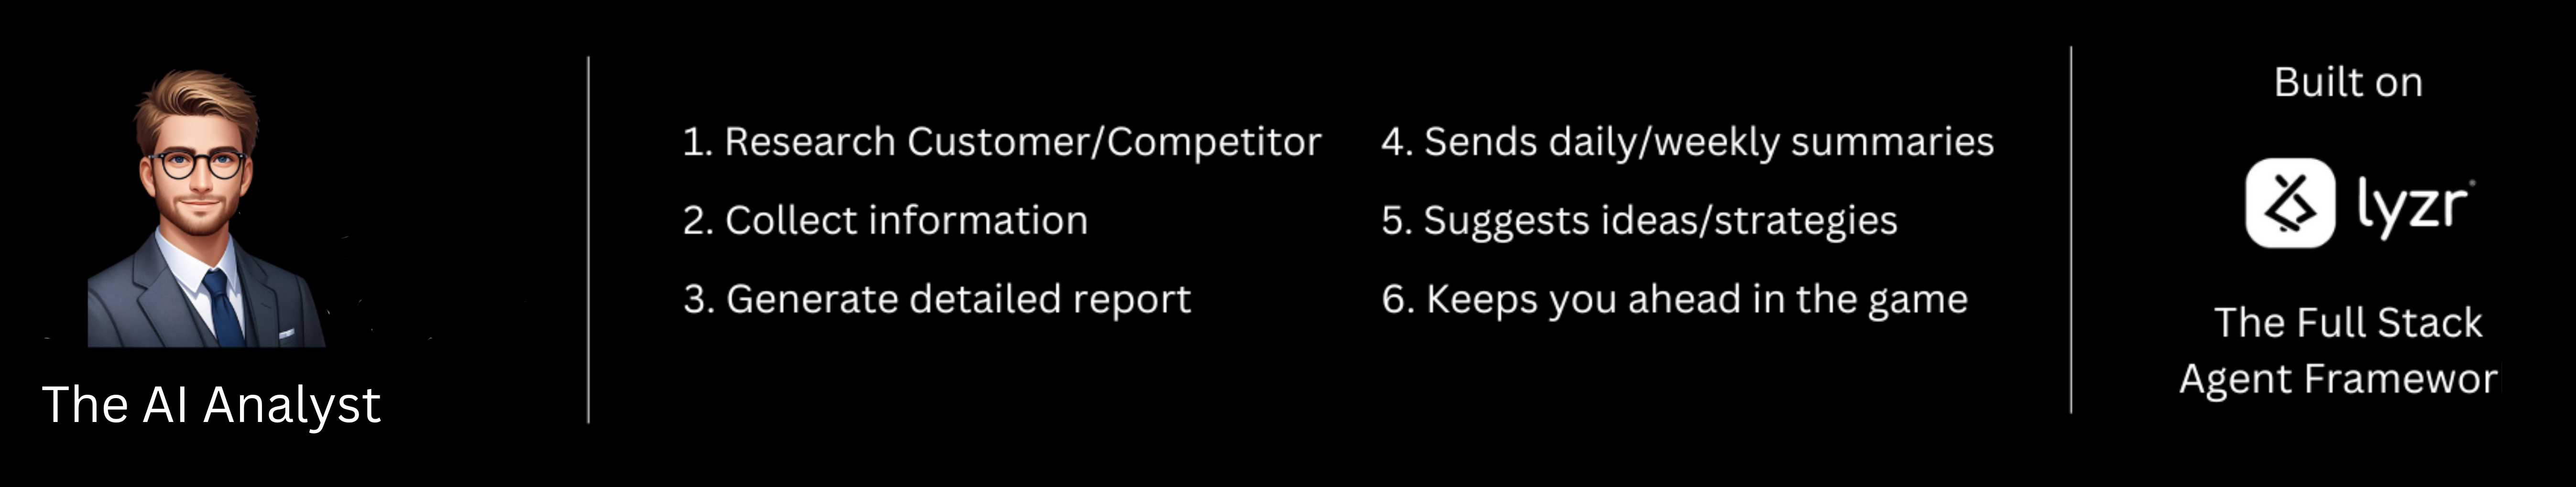 The AI Analyst
1. Research Customer/Competitor
2. Collect information
3. Generate detailed report
4. Sends daily/weekly summaries
5. Suggests ideas/strategies
6. Keeps you ahead in the game
Built on
lyzr
The Full Stack
Agent Framewor